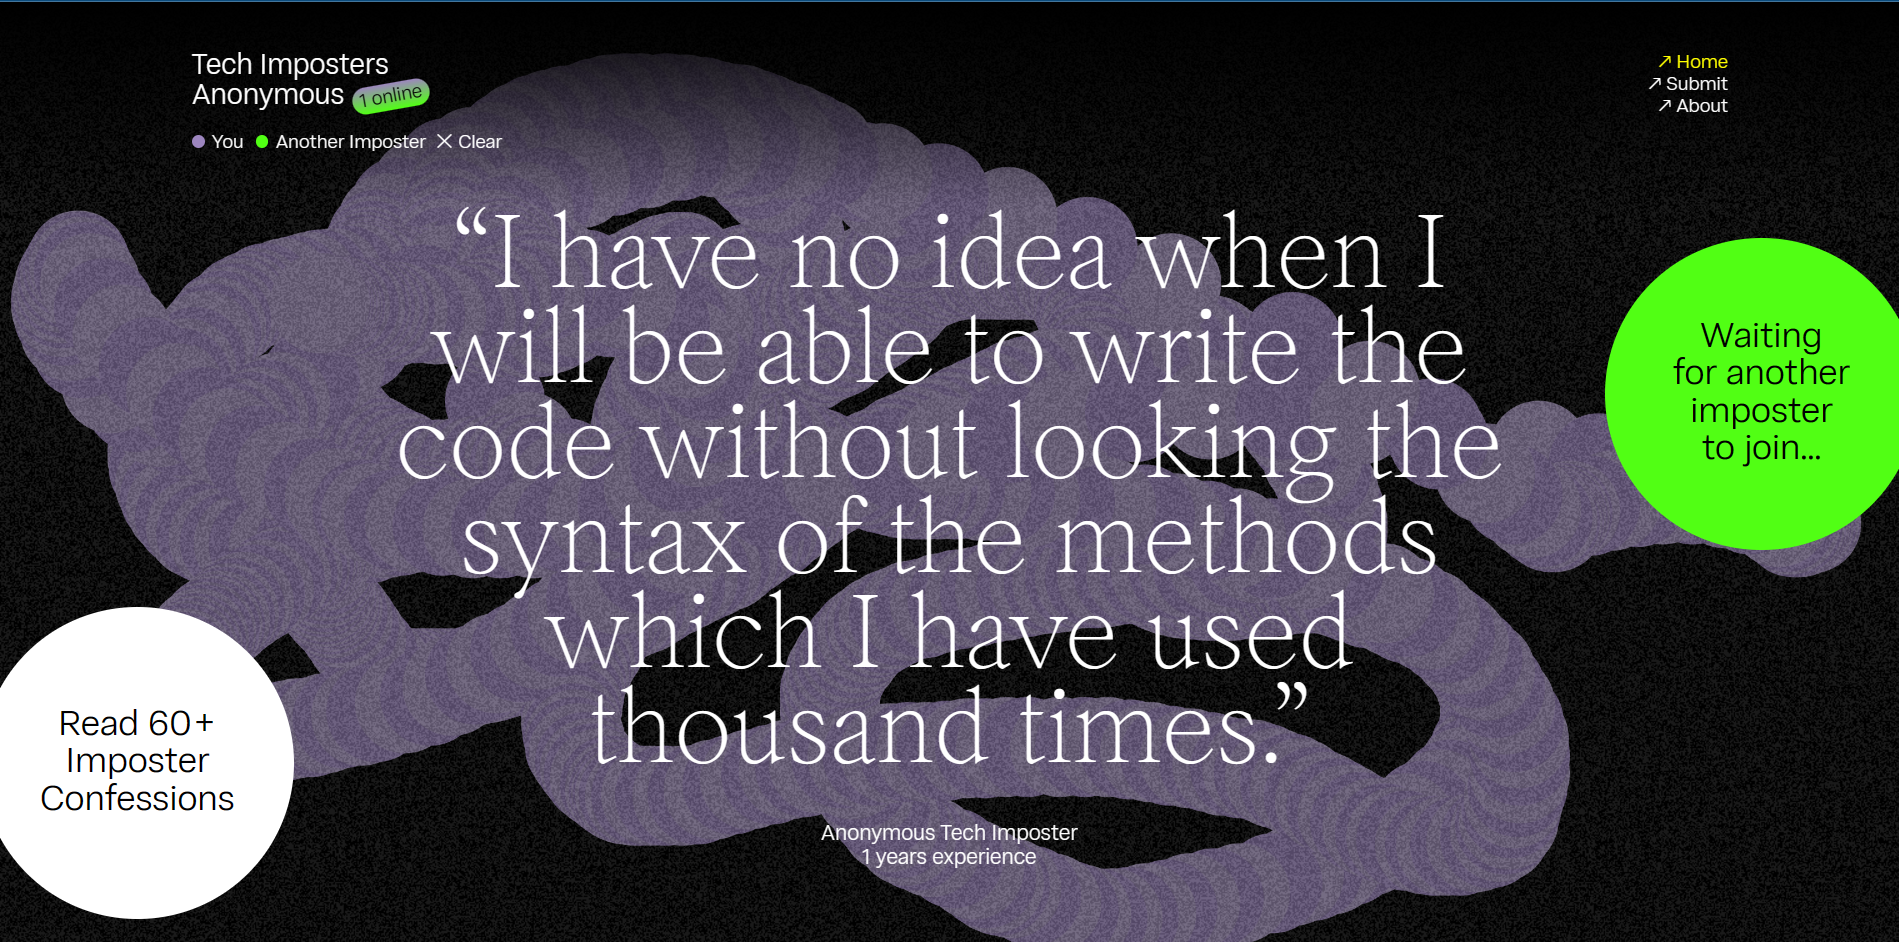 Tech Imposters
Anonymous 1 online
You Another Imposter Clear
Home
Submit
About
“I have no idea when I
will be able to write the
code without looking the
syntax of the methods
which I have used
thousand times.”
Anonymous Tech Imposter
1 years experience
Waiting
for another
imposter
to join...
Read 60+
Imposter
Confessions